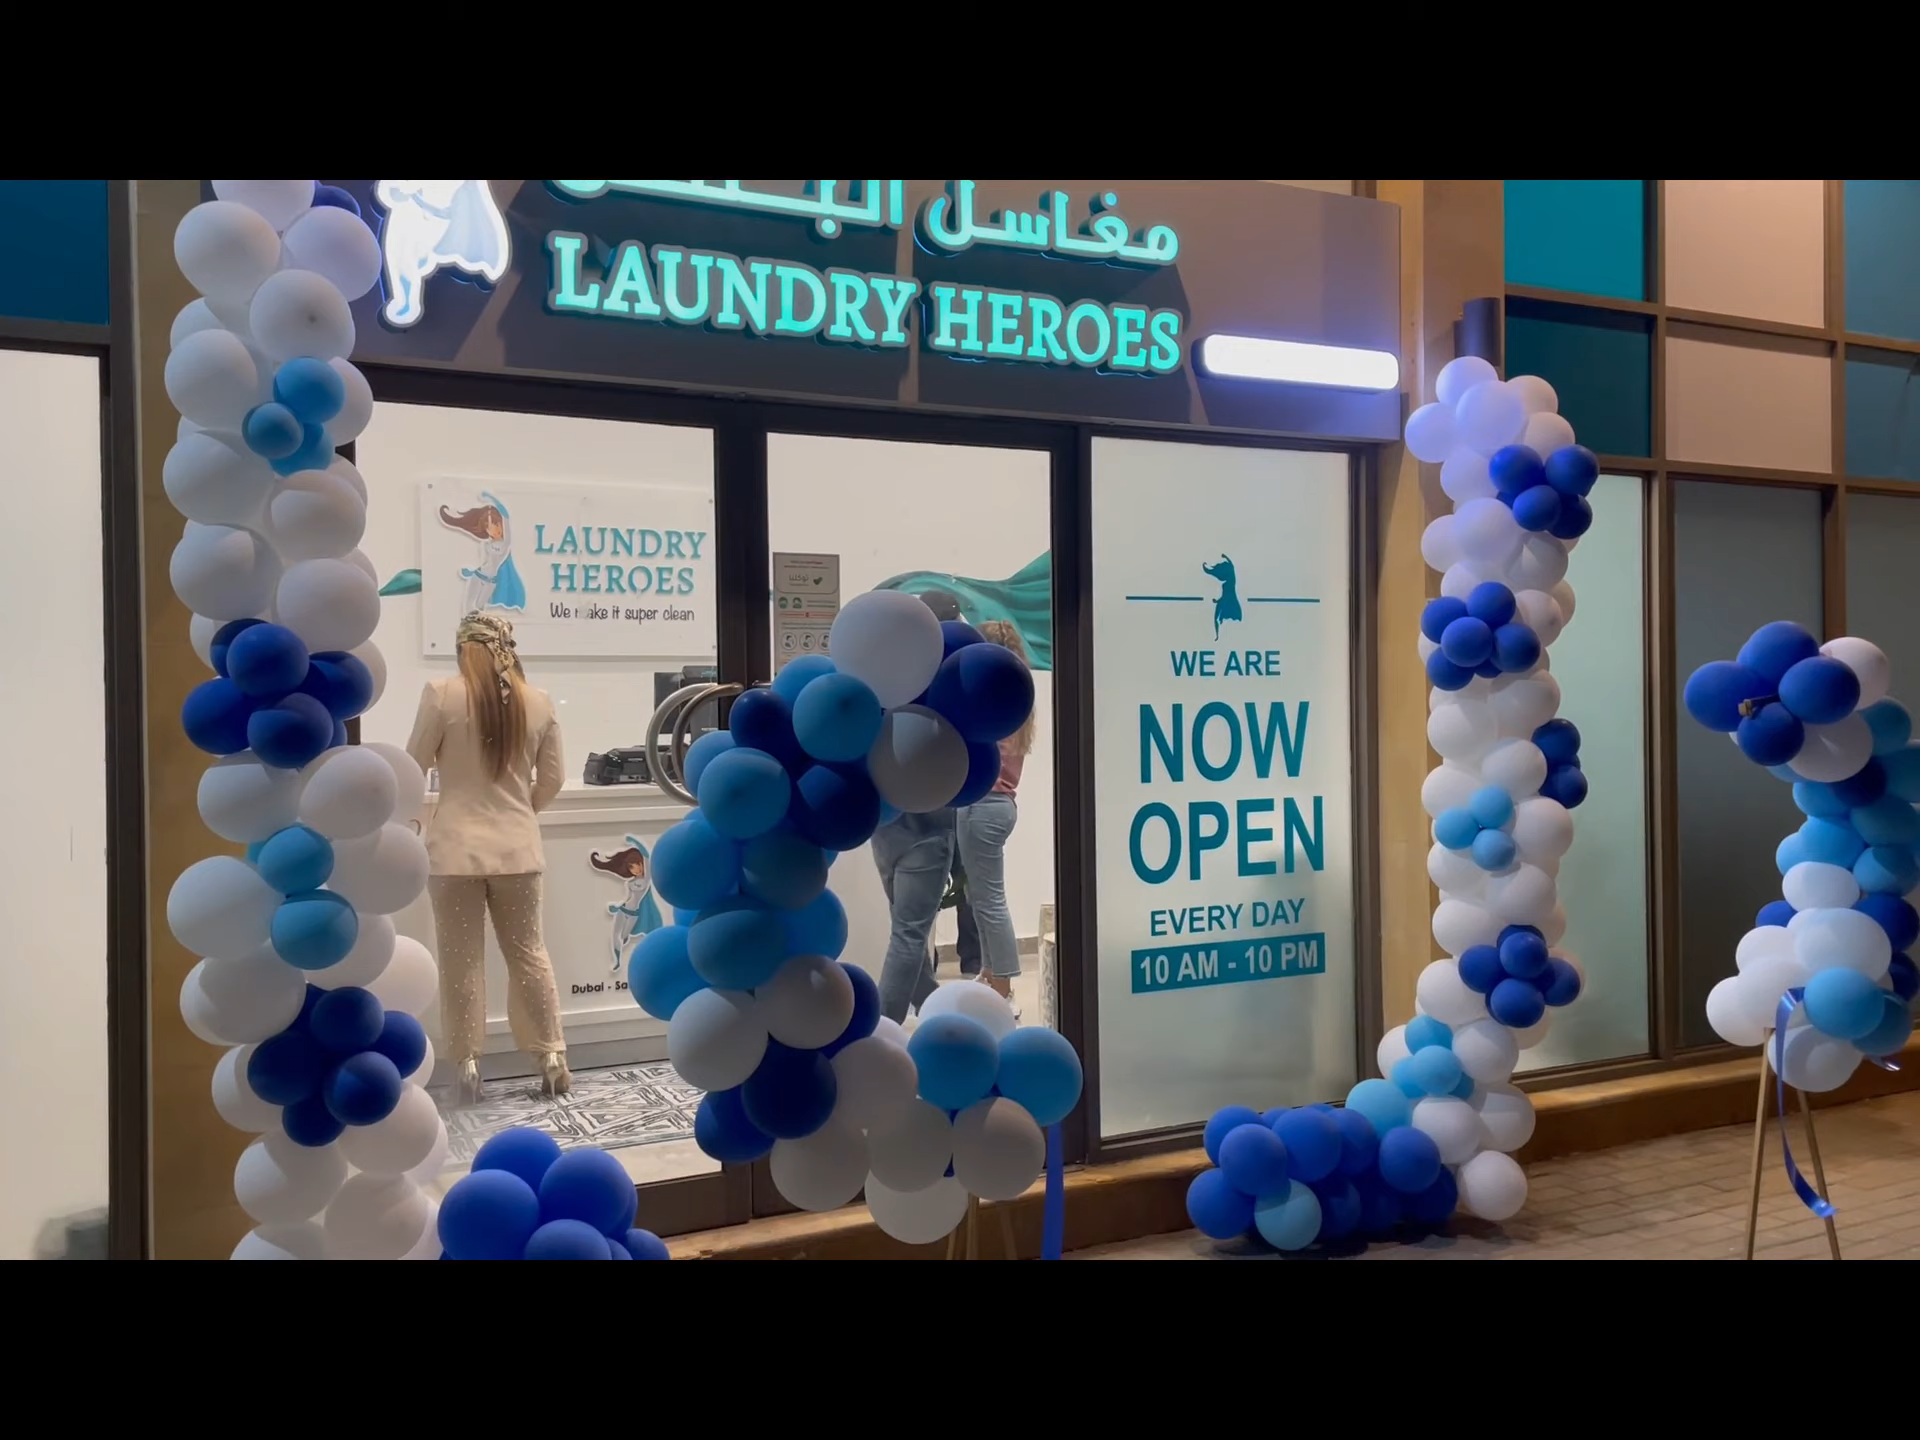 مغاسل
LAUNDRY HEROES
LAUNDRY
HEROES
We make it super clean
توكلنا
Dubai -
WE ARE
NOW
OPEN
EVERY DAY
10 AM - 10 PM